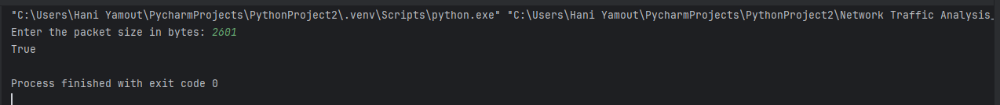 "C:\Users\Hani Yamout\PycharmProjects\PythonProject2\.venv\Scripts\python.exe" "C:\Users\Hani Yamout\PycharmProjects\PythonProject2\Network Traffic Analysis_
Enter the packet size in bytes: 2601
True
Process finished with exit code 0